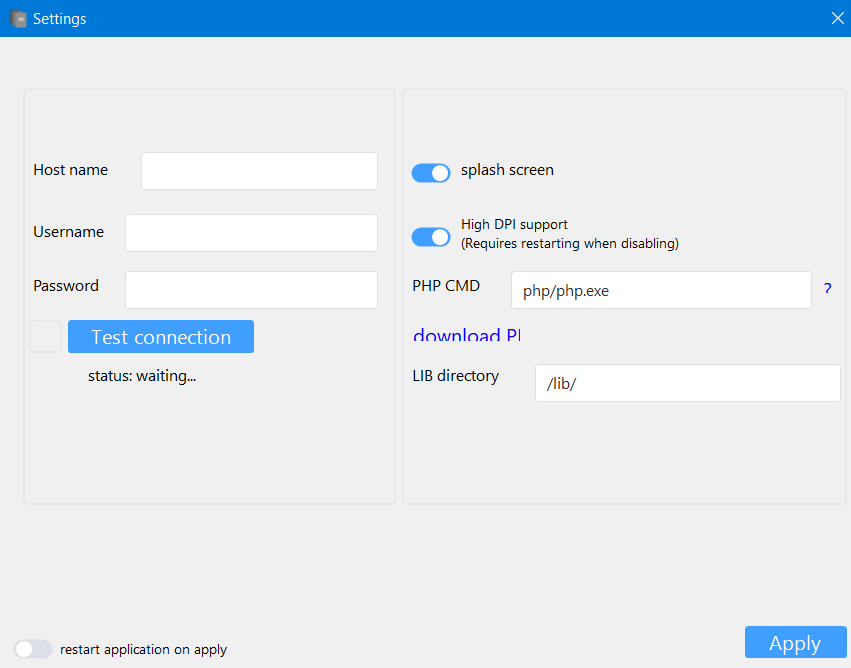 Settings
Host name
Username
Password
Test connection
status: waiting...
splash screen
High DPI support
(Requires restarting when disabling)
PHP CMD
php/php.exe
?
download
LIB directory
/lib/
restart application on apply
Apply